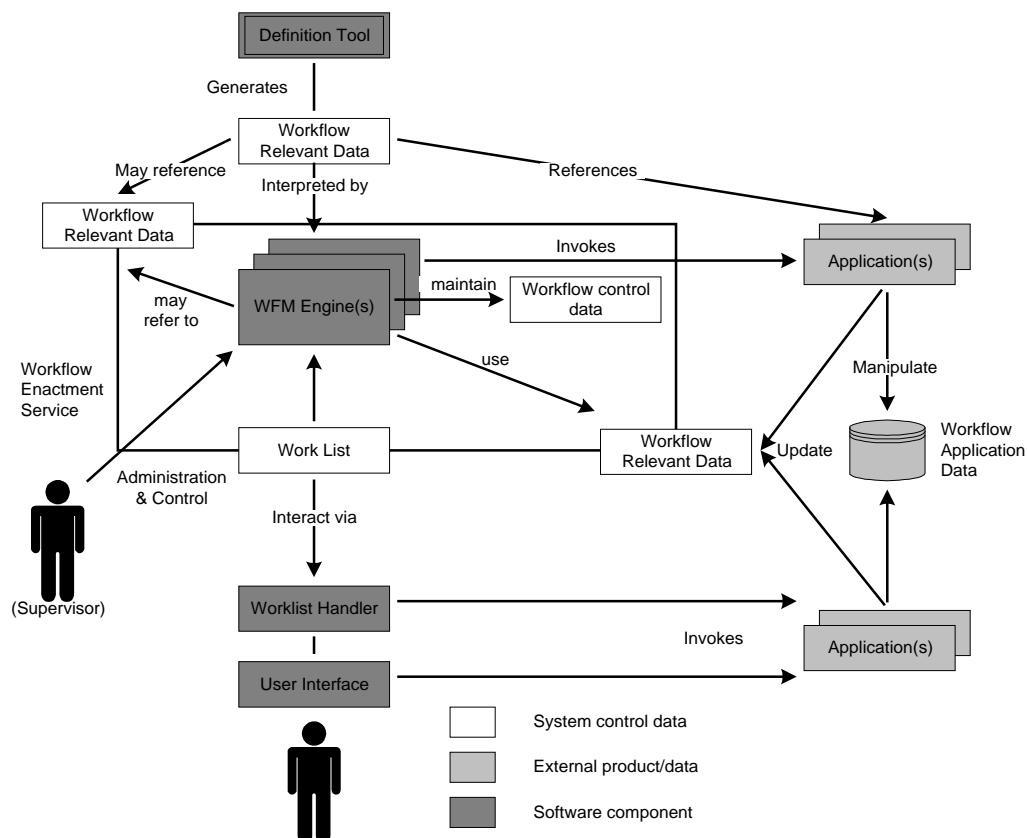 Definition Tool
Generates
Workflow
Relevant Data
May reference
Interpreted by
References
Workflow
Relevant Data
Invokes
Application(s)
may
refer to
WFM Engine(s)
maintain
Workflow control
data
use
Manipulate
Workflow
Enactment
Service
Work List
Workflow
Relevant Data
Update
Workflow
Application
Data
Administration
& Control
Interact via
(Supervisor)
Worklist Handler
Invokes
Application(s)
User Interface
System control data
External product/data
Software component